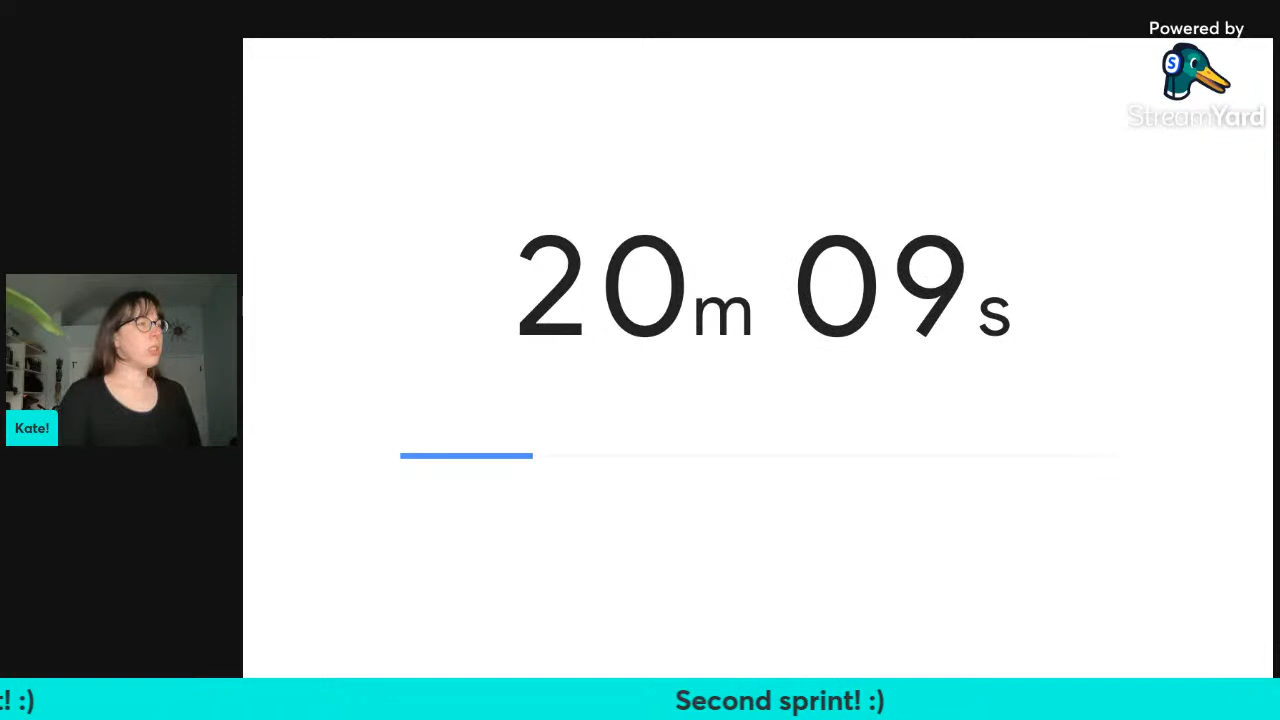 Powered by
S
StreamYard
20m 09s
Kate!
t! :)
Second sprint! :)